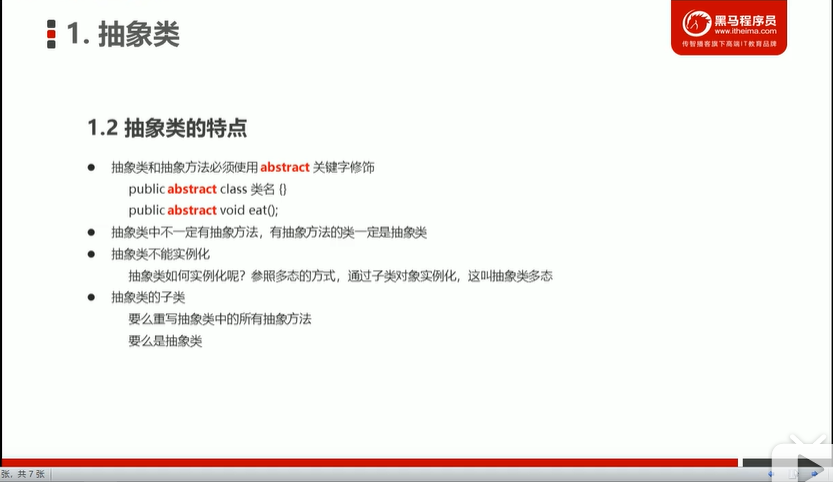 1. 抽象类
黑马程序员
www.itheima.com
传智播客旗下高端IT教育品牌
1.2 抽象类的特点
● 抽象类和抽象方法必须使用 abstract 关键字修饰
public abstract class 类名 {}
public abstract void eat();
● 抽象类中不一定有抽象方法，有抽象方法的类一定是抽象类
● 抽象类不能实例化
抽象类如何实例化呢？参照多态的方式，通过子类对象实例化，这叫抽象类多态
● 抽象类的子类
要么重写抽象类中的所有抽象方法
要么是抽象类
张，共 7 张